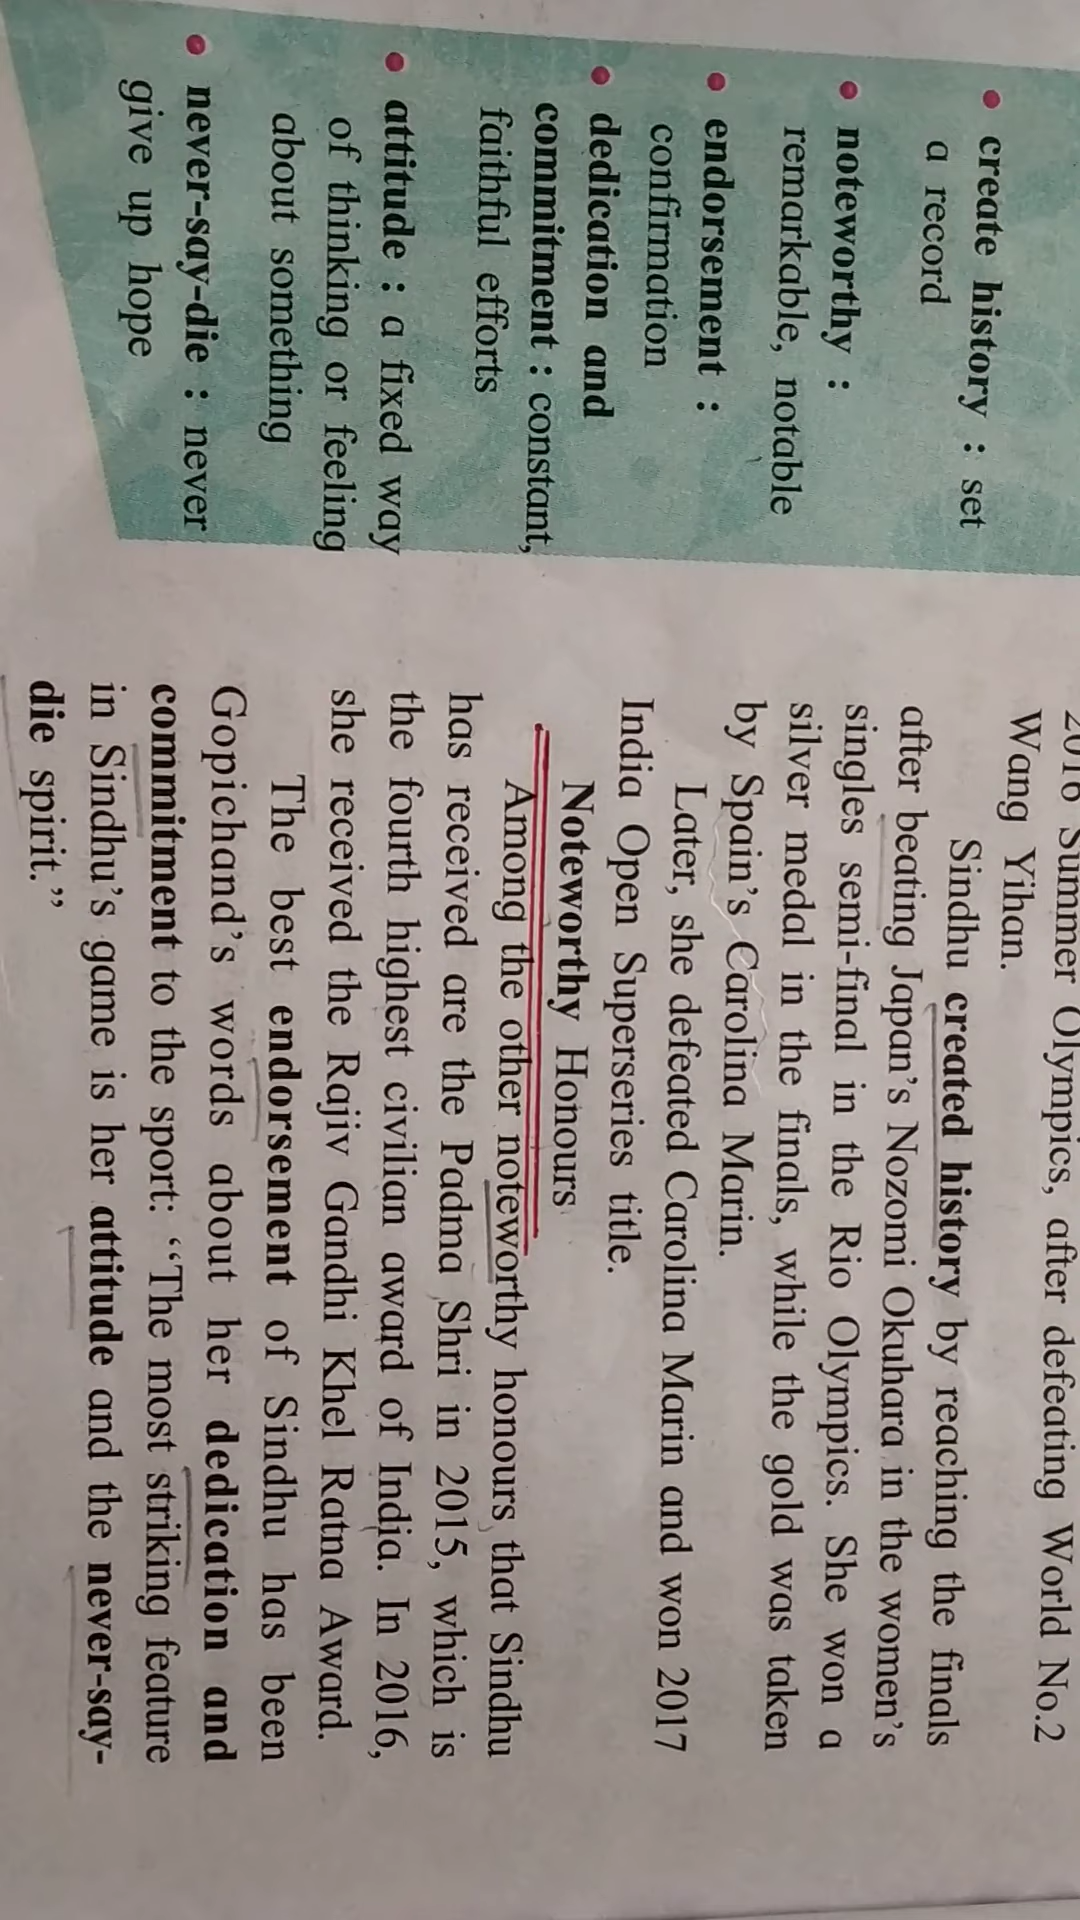 • create history : set
a record
• noteworthy :
remarkable, notable
• endorsement :
confirmation
• dedication and
commitment : constant,
faithful efforts
• attitude : a fixed way
of thinking or feeling
about something
• never-say-die : never
give up hope
2016 Summer Olympics, after defeating World No.2
Wang Yihan.
Sindhu created history by reaching the finals
after beating Japan's Nozomi Okuhara in the women's
singles semi-final in the Rio Olympics. She won a
silver medal in the finals, while the gold was taken
by Spain's Carolina Marin.
Later, she defeated Carolina Marin and won 2017
India Open Superseries title.
Noteworthy Honours
Among the other noteworthy honours that Sindhu
has received are the Padma Shri in 2015, which is
the fourth highest civilian award of India. In 2016,
she received the Rajiv Gandhi Khel Ratna Award.
The best endorsement of Sindhu has been
Gopichand's words about her dedication and
commitment to the sport: “The most striking feature
in Sindhu's game is her attitude and the never-say-
die spirit.”